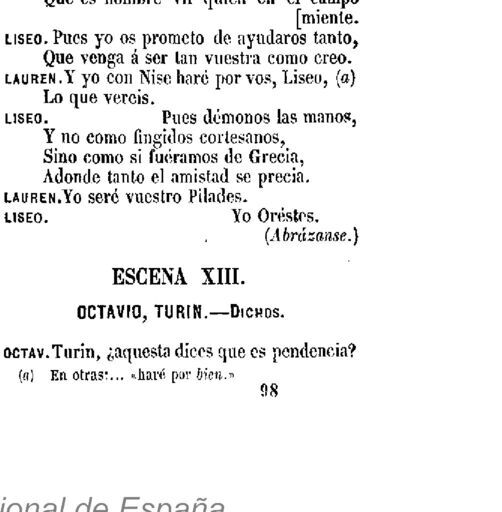 Que es hombre vil quien en el campo
[miente.
LISEO. Pues yo os prometo de ayudaros tanto,
Que venga á ser tan vuestra como creo.
LAUREN. Y yo con Nise haré por vos, Liseo, (a)
Lo que vereis.
LISEO. Pues démonos las manos,
Y no como fingidos cortesanos,
Sino como si fuéramos de Grecia,
Adonde tanto el amistad se precia.
LAUREN. Yo seré vuestro Pilades.
LISEO. Yo Oréstes.
(Abrázanse.)
ESCENA XIII.
OCTAVIO, TURIN.—DICHOS.
OCTAV. Turin, ¿aquesta dices que es pendencia?
(a) En otras:... «haré por bien.»
98
ional de España